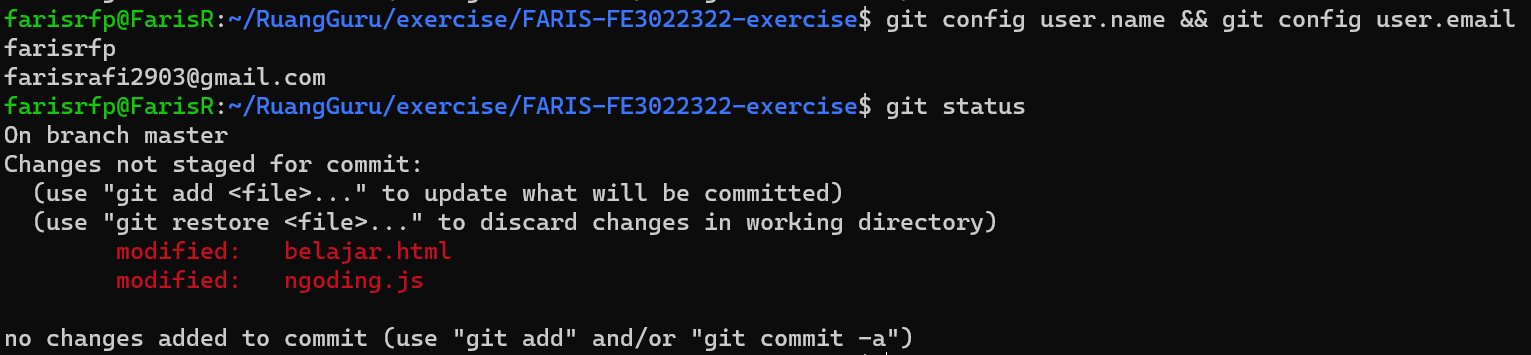 farisrfp@FarisR:~/RuangGuru/exercise/FARIS-FE3022322-exercise$ git config user.name && git config user.email
farisrfp
farisrafi2903@gmail.com
farisrfp@FarisR:~/RuangGuru/exercise/FARIS-FE3022322-exercise$ git status
On branch master
Changes not staged for commit:
  (use "git add <file>..." to update what will be committed)
  (use "git restore <file>..." to discard changes in working directory)
        modified:   belajar.html
        modified:   ngoding.js

no changes added to commit (use "git add" and/or "git commit -a")